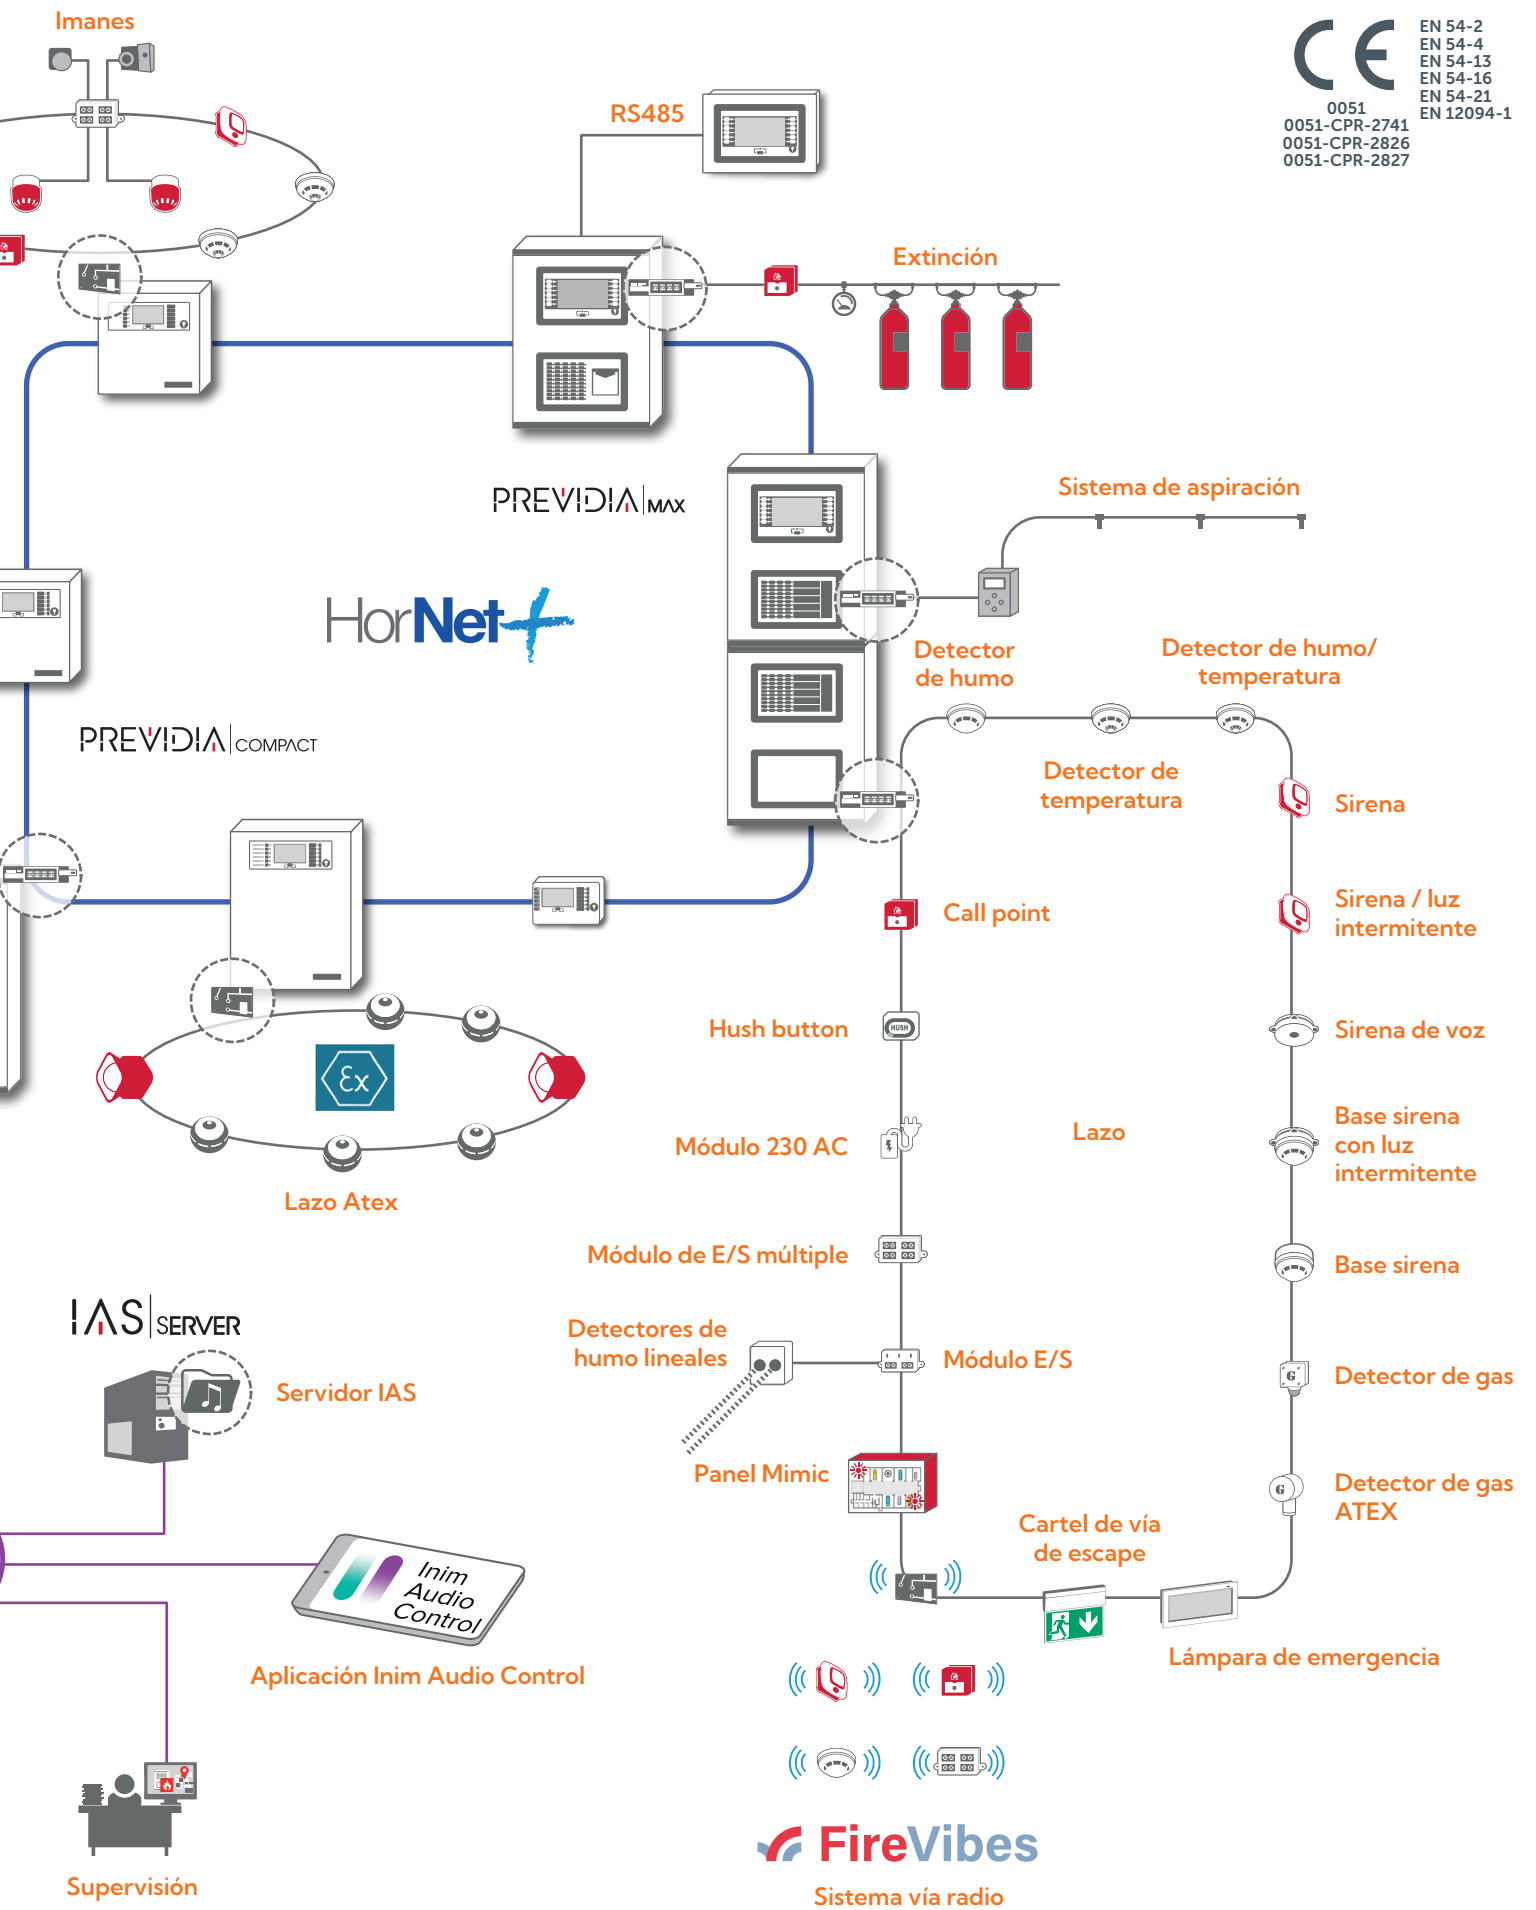 Imanes
EN 54-2
EN 54-4
EN 54-13
EN 54-16
EN 54-21
EN 12094-1
CE
0051
0051-CPR-2741
0051-CPR-2826
0051-CPR-2827
RS485
Extinción
PREVIDIA MAX
Sistema de aspiración
HorNet+
Detector
de humo
Detector de humo/
temperatura
PREVIDIA COMPACT
Detector de
temperatura
Sirena
Call point
Sirena / luz
intermitente
Hush button
HUSH
Sirena de voz
Ex
Módulo 230 AC
Lazo
Base sirena
con luz
intermitente
Lazo Atex
Módulo de E/S múltiple
Base sirena
IAS SERVER
Detectores de
humo lineales
Módulo E/S
Detector de gas
G
Servidor IAS
Panel Mimic
Detector de gas
ATEX
G
Cartel de vía
de escape
Inim
Audio
Control
Aplicación Inim Audio Control
Lámpara de emergencia
FireVibes
Supervisión
Sistema vía radio